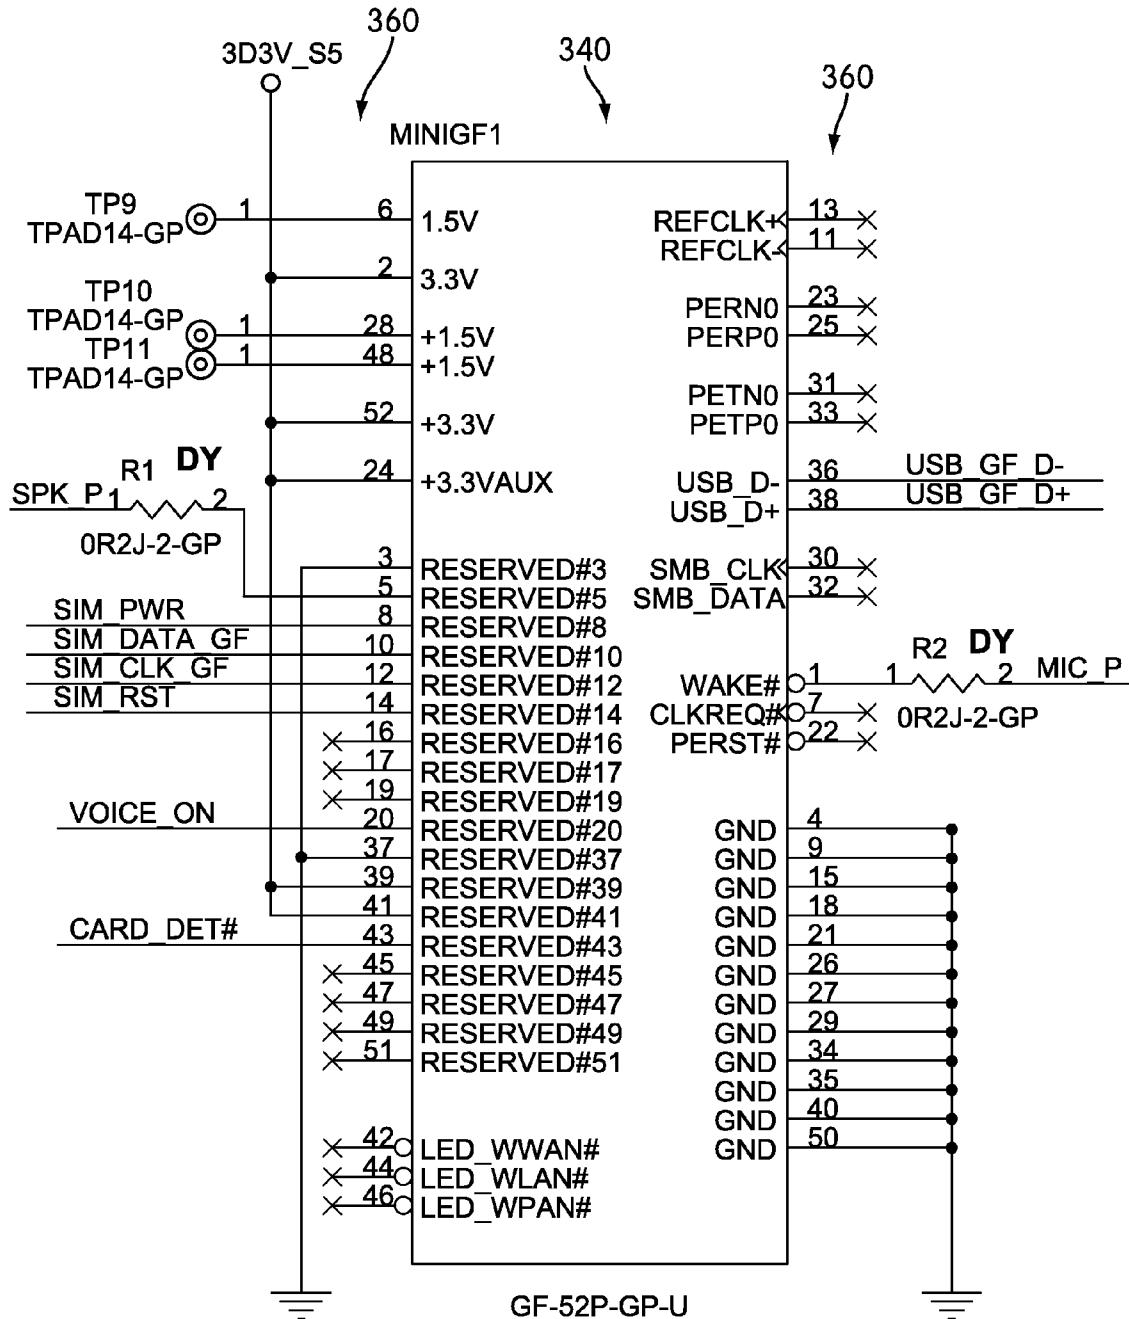 360
3D3V_S5
340
360
MINIGF1
TP9
TPAD14-GP
1
6
1.5V
REFCLK+
13
REFCLK-
11
2
3.3V
TP10
TPAD14-GP
1
28
+1.5V
PERN0
23
PERP0
25
TP11
TPAD14-GP
1
48
+1.5V
PETN0
31
52
+3.3V
PETP0
33
R1
DY
24
+3.3VAUX
USB_D-
36
USB_GF_D-
SPK_P
1
2
USB_D+
38
USB_GF_D+
0R2J-2-GP
3
RESERVED#3
SMB_CLK
30
5
RESERVED#5
SMB_DATA
32
SIM_PWR
8
RESERVED#8
SIM_DATA_GF
10
RESERVED#10
R2
DY
SIM_CLK_GF
12
RESERVED#12
WAKE#
1
1
2
MIC_P
SIM_RST
14
RESERVED#14
CLKREQ#
7
0R2J-2-GP
16
RESERVED#16
PERST#
22
17
RESERVED#17
19
RESERVED#19
VOICE_ON
20
RESERVED#20
GND
4
37
RESERVED#37
GND
9
39
RESERVED#39
GND
15
41
RESERVED#41
GND
18
CARD_DET#
43
RESERVED#43
GND
21
45
RESERVED#45
GND
26
47
RESERVED#47
GND
27
49
RESERVED#49
GND
29
51
RESERVED#51
GND
34
GND
35
GND
40
42
LED_WWAN#
GND
50
44
LED_WLAN#
46
LED_WPAN#
GF-52P-GP-U